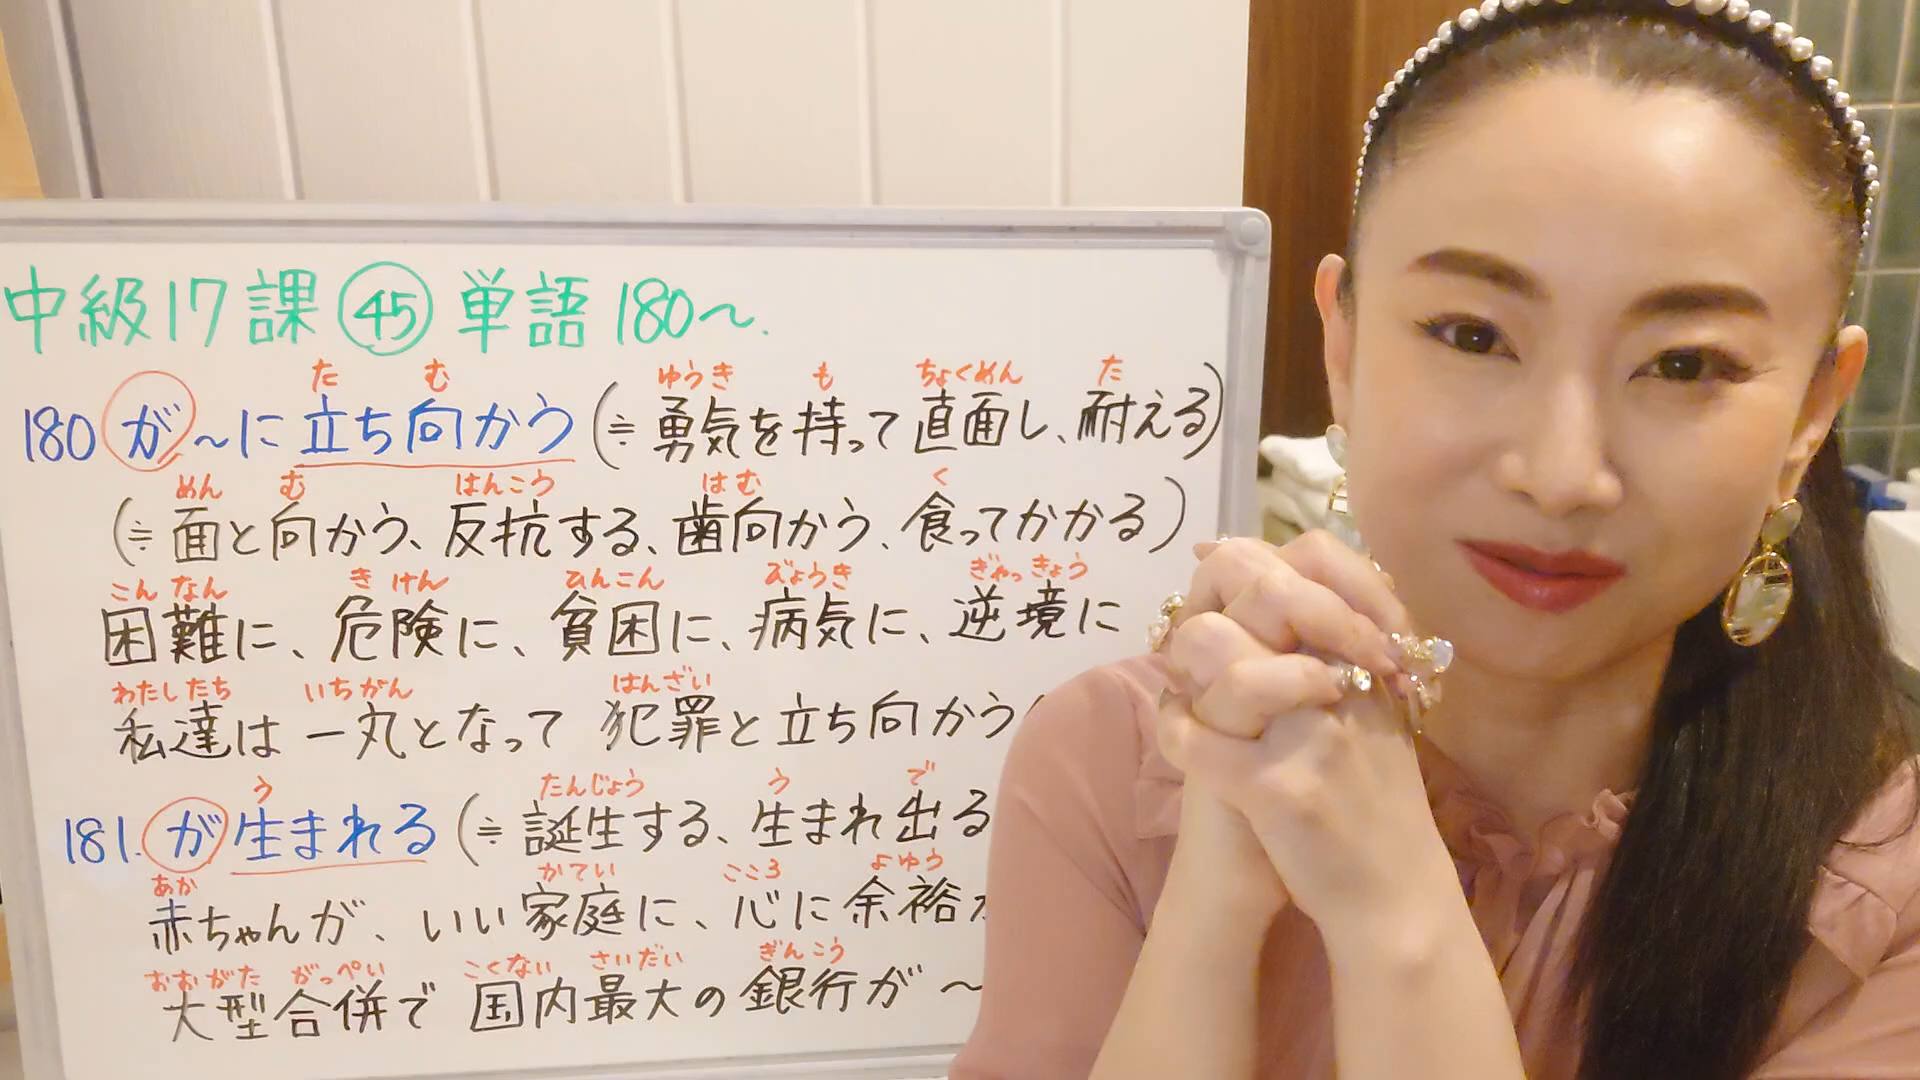 中級17課 ㊺ 単語180～.
た む ゆうき も ちょくめん た
180 が ～に立ち向かう(≒勇気を持って直面し、耐える)
めん む はんこう はむ く
(≒面と向かう、反抗する、歯向かう、食ってかかる)
こんなん きけん ひんこん びょうき ぎゃっきょう
困難に、危険に、貧困に、病気に、逆境に
わたしたち いちがん はんざい
私達は一丸となって犯罪と立ち向かう
う たんじょう う で
181. が 生まれる(≒誕生する、生まれ出る
あか かてい こころ よゆう
赤ちゃんが、いい家庭に、心に余裕
おおがた がっぺい こくない さいだい ぎんこう
大型合併で国内最大の銀行が～